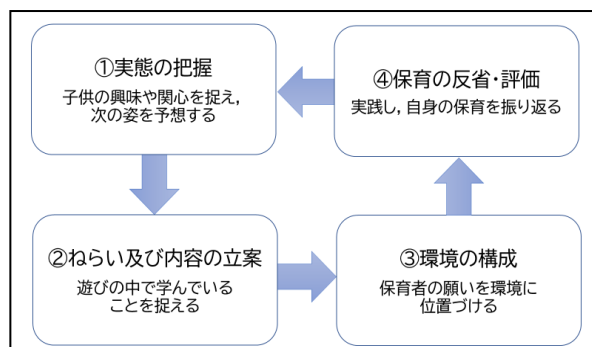 ①実態の把握
子供の興味や関心を捉え，
次の姿を予想する
②ねらい及び内容の立案
遊びの中で学んでいる
ことを捉える
③環境の構成
保育者の願いを環境に
位置づける
④保育の反省・評価
実践し，自身の保育を振り返る